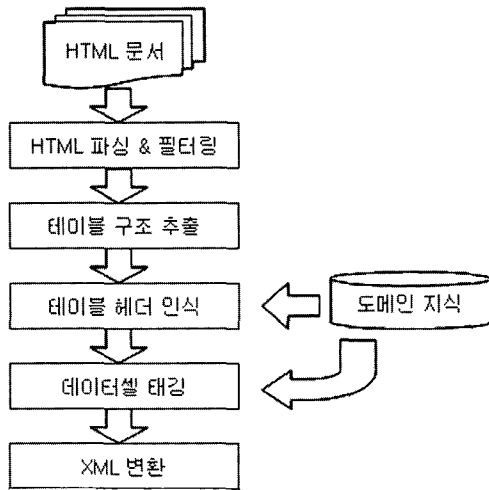 HTML 문서
HTML 파싱 & 필터링
테이블 구조 추출
테이블 헤더 인식
도메인 지식
데이터셀 태깅
XML 변환